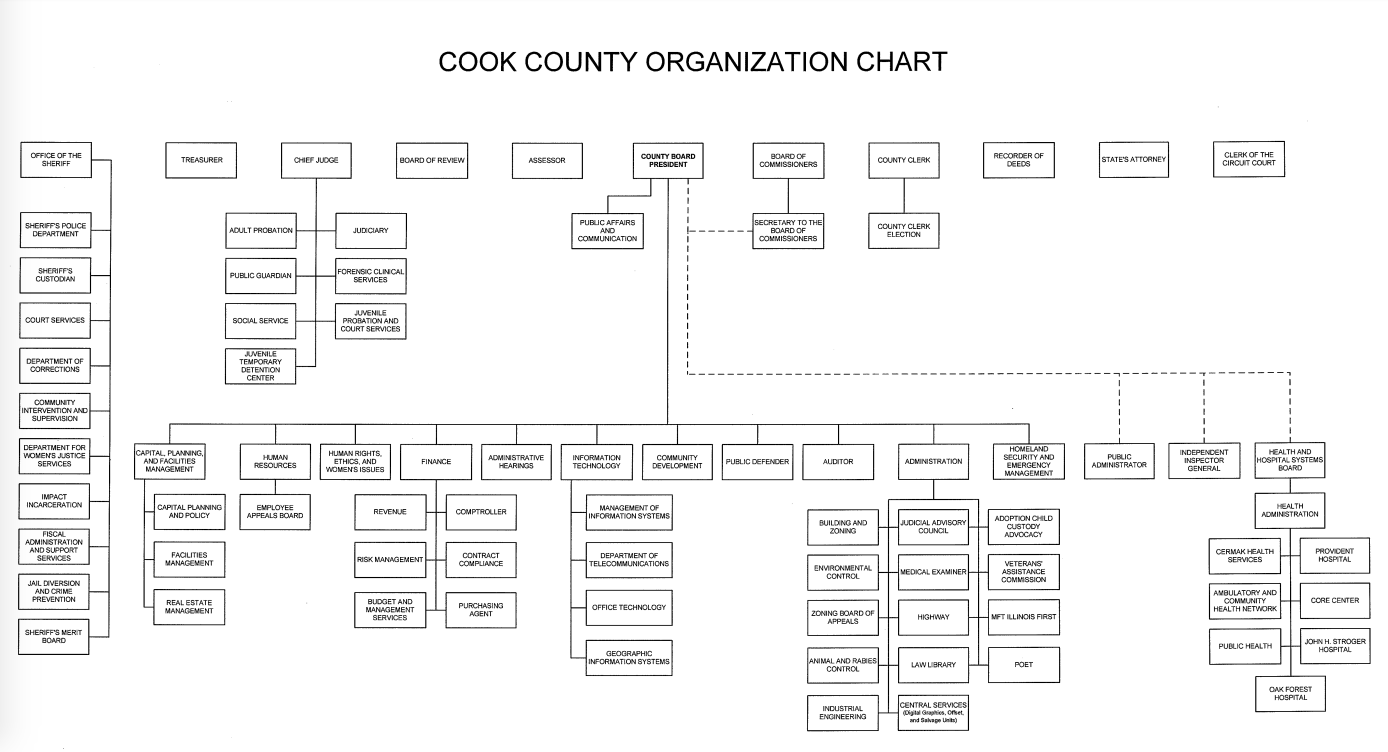 COOK COUNTY ORGANIZATION CHART
OFFICE OF THE
SHERIFF
TREASURER
CHIEF JUDGE
BOARD OF REVIEW
ASSESSOR
COUNTY BOARD
PRESIDENT
BOARD OF
COMMISSIONERS
COUNTY CLERK
RECORDER OF
DEEDS
STATE'S ATTORNEY
CLERK OF THE
CIRCUIT COURT
SHERIFF'S POLICE
DEPARTMENT
SHERIFF'S
CUSTODIAN
COURT SERVICES
DEPARTMENT OF
CORRECTIONS
COMMUNITY
INTERVENTION AND
SUPERVISION
DEPARTMENT FOR
WOMEN'S JUSTICE
SERVICES
IMPACT
INCARCERATION
FISCAL
ADMINISTRATION
AND SUPPORT
SERVICES
JAIL DIVERSION
AND CRIME
PREVENTION
SHERIFF'S MERIT
BOARD
ADULT PROBATION
JUDICIARY
PUBLIC GUARDIAN
FORENSIC CLINICAL
SERVICES
SOCIAL SERVICE
JUVENILE
PROBATION AND
COURT SERVICES
JUVENILE
TEMPORARY
DETENTION
CENTER
PUBLIC AFFAIRS
AND
COMMUNICATION
SECRETARY TO THE
BOARD OF
COMMISSIONERS
COUNTY CLERK
ELECTION
CAPITAL, PLANNING,
AND FACILITIES
MANAGEMENT
HUMAN
RESOURCES
HUMAN RIGHTS,
ETHICS, AND
WOMEN'S ISSUES
FINANCE
ADMINISTRATIVE
HEARINGS
INFORMATION
TECHNOLOGY
COMMUNITY
DEVELOPMENT
PUBLIC DEFENDER
AUDITOR
ADMINISTRATION
HOMELAND
SECURITY AND
EMERGENCY
MANAGEMENT
PUBLIC
ADMINISTRATOR
INDEPENDENT
INSPECTOR
GENERAL
HEALTH AND
HOSPITAL SYSTEMS
BOARD
CAPITAL PLANNING
AND POLICY
FACILITIES
MANAGEMENT
REAL ESTATE
MANAGEMENT
EMPLOYEE
APPEALS BOARD
REVENUE
COMPTROLLER
RISK MANAGEMENT
CONTRACT
COMPLIANCE
BUDGET AND
MANAGEMENT
SERVICES
PURCHASING
AGENT
MANAGEMENT OF
INFORMATION SYSTEMS
DEPARTMENT OF
TELECOMMUNICATIONS
OFFICE TECHNOLOGY
GEOGRAPHIC
INFORMATION SYSTEMS
BUILDING AND
ZONING
JUDICIAL ADVISORY
COUNCIL
ADOPTION CHILD
CUSTODY
ADVOCACY
ENVIRONMENTAL
CONTROL
MEDICAL EXAMINER
VETERANS'
ASSISTANCE
COMMISSION
ZONING BOARD OF
APPEALS
HIGHWAY
MFT ILLINOIS FIRST
ANIMAL AND RABIES
CONTROL
LAW LIBRARY
POET
INDUSTRIAL
ENGINEERING
CENTRAL SERVICES
(Digital Graphics, Offset,
and Salvage Units)
HEALTH
ADMINISTRATION
CERMAK HEALTH
SERVICES
PROVIDENT
HOSPITAL
AMBULATORY AND
COMMUNITY
HEALTH NETWORK
CORE CENTER
PUBLIC HEALTH
JOHN H. STROGER
HOSPITAL
OAK FOREST
HOSPITAL